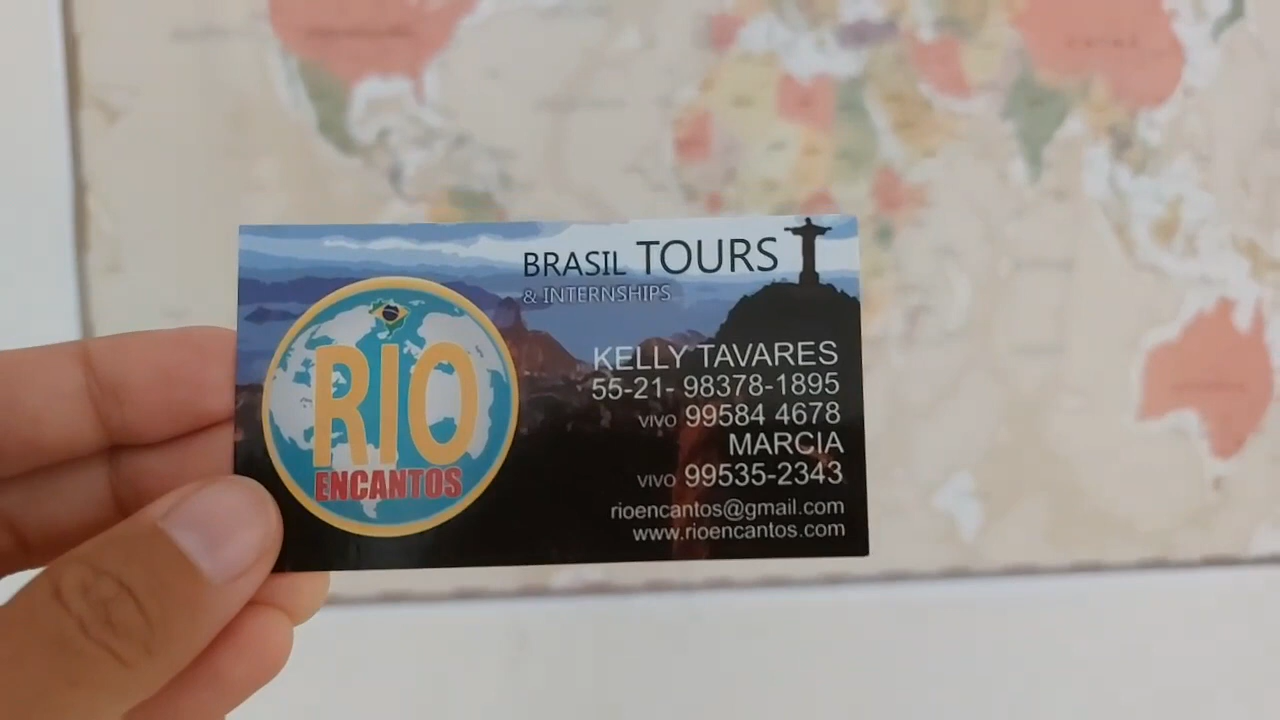 BRASIL TOURS
& INTERNSHIPS
RIO
ENCANTOS
KELLY TAVARES
55-21- 98378-1895
VIVO 99584 4678
MARCIA
VIVO 99535-2343
rioencantos@gmail.com
www.rioencantos.com